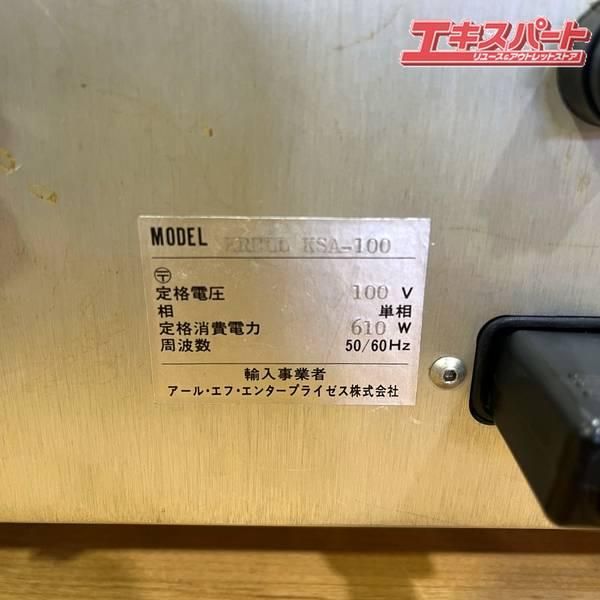 エキスパート
リユース&アウトレットストア
MODEL KRELL KSA-100
〒
定格電圧 100 V
相 単相
定格消費電力 610 W
周波数 50/60Hz
輸入事業者
アール・エフ・エンタープライゼス株式会社